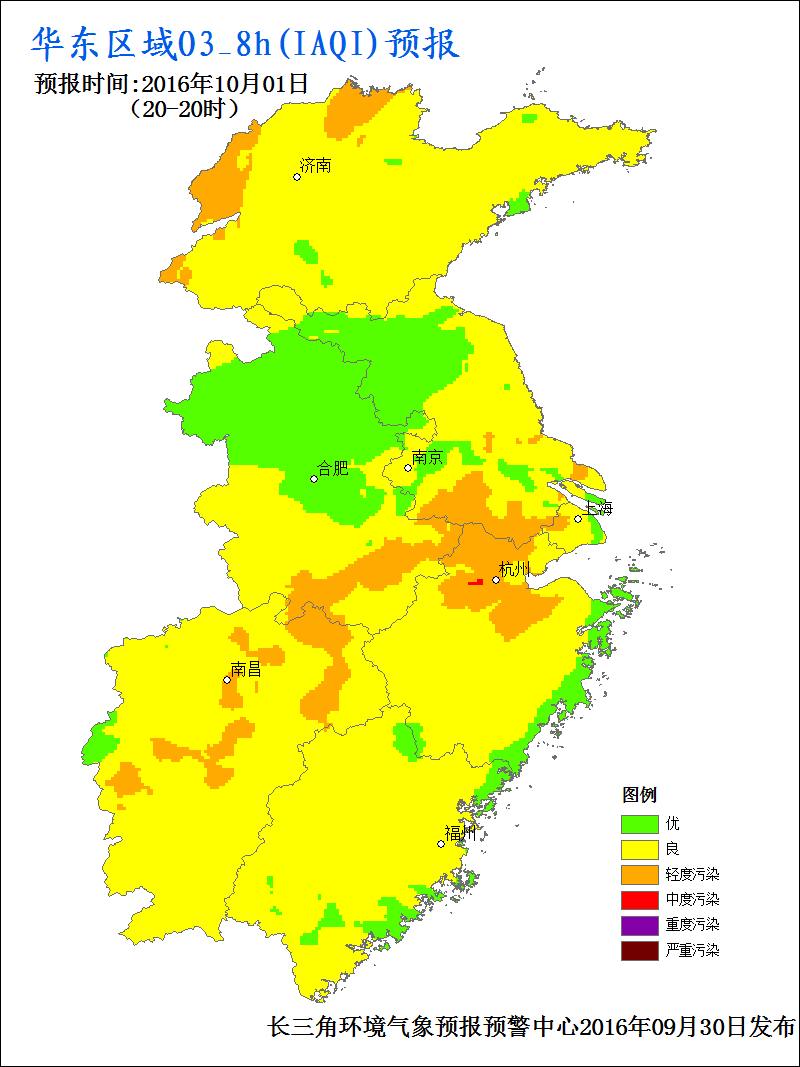 华东区域O3_8h(IAQI)预报
预报时间:2016年10月01日
（20-20时）
济南
南京
合肥
上海
杭州
南昌
福州
图例
优
良
轻度污染
中度污染
重度污染
严重污染
长三角环境气象预报预警中心2016年09月30日发布